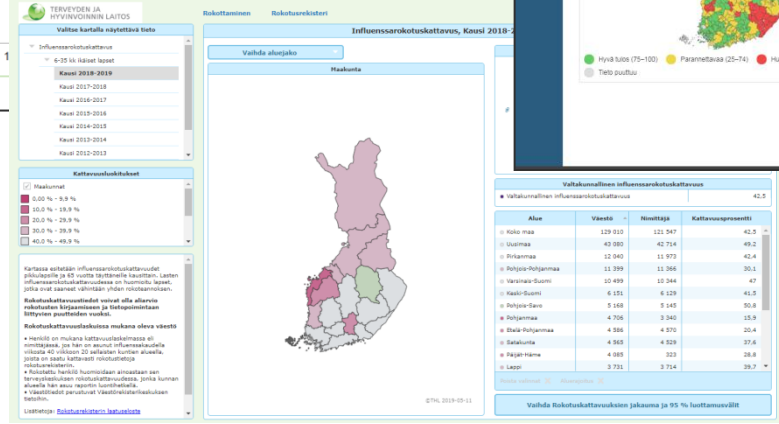 TERVEYDEN JA
HYVINVOINNIN LAITOS
Rokottaminen
Rokotusrekisteri
Valitse kartalla näytettävä tieto
Influenssarokotuskattavus
6-35 kk ikäiset lapset
Kausi 2018-2019
Kausi 2017-2018
Kausi 2016-2017
Kausi 2015-2016
Kausi 2014-2015
Kausi 2013-2014
Kausi 2012-2013
Kattavuusluokitukset
Maakunnat
0,00 % - 9,9 %
10.0 % - 19,9 %
20.0 % - 29,9 %
30.0 % - 39,9 %
40.0 % - 49,9 %
Kartassa esitetään influenssarokotuskattavuudet
pikkulapsille ja 65 vuotta täyttäneille kausittain. Lasten
influenssarokotuskattavuudessa on huomioitu lapset,
jotka ovat saaneet vähintään yhden rokoteannoksen.
Rokotuskattavuustiedot voivat olla aliarvio
rokotusten kirjaamiseen ja tietopoimintaan
liittyvien puutteiden vuoksi.
Rokotuskattavuuslaskuissa mukana oleva väestö
• Henkilö on mukana kattavuuslaskelmassa eli
nimittäjässä, jos hän on asunut influenssakaudella
viikosta 40 viikkoon 20 sellaisten kuntien alueella,
joista on saatu kattavasti rokotustietoja
rokotusrekisteriin.
• Rokotettu henkilö huomioidaan ainoastaan sen
terveyskeskuksen rokotuskattavuudessa, jonka kunnan
alueella hän asuu raportin luontihetkellä.
• Väestötiedot perustuvat Väestörekisterikeskuksen
tietoihin.
Lisätietoja: Rokotusrekisterin laatuseloste
Influenssarokotuskattavus, Kausi 2018-2
Vaihda aluejako
Maakunta
©THL 2019-05-11
Hyvä tulos (75-100)
Parannettavaa (25-74)
Hu
Tieto puuttuu
Valtakunnallinen influenssarokotuskattavuus
Valtakunnallinen influenssarokotuskattavuus 42,5
Alue Väestö Nimittäjä Kattavuusprosentti
Koko maa 129 010 121 547 42,5
Uusimaa 43 080 42 714 49,2
Pirkanmaa 12 040 11 973 42,4
Pohjois-Pohjanmaa 11 399 11 366 30,1
Varsinais-Suomi 10 499 10 344 47
Keski-Suomi 6 151 6 129 41,5
Pohjois-Savo 5 168 5 145 50,8
Pohjanmaa 4 706 3 340 15,9
Etelä-Pohjanmaa 4 586 4 570 20,4
Satakunta 4 565 4 529 37,6
Päijät-Häme 4 085 323 28,8
Lappi 3 731 3 714 39,7
Vaihda Rokotuskattavuuksien jakauma ja 95 % luottamusvälit